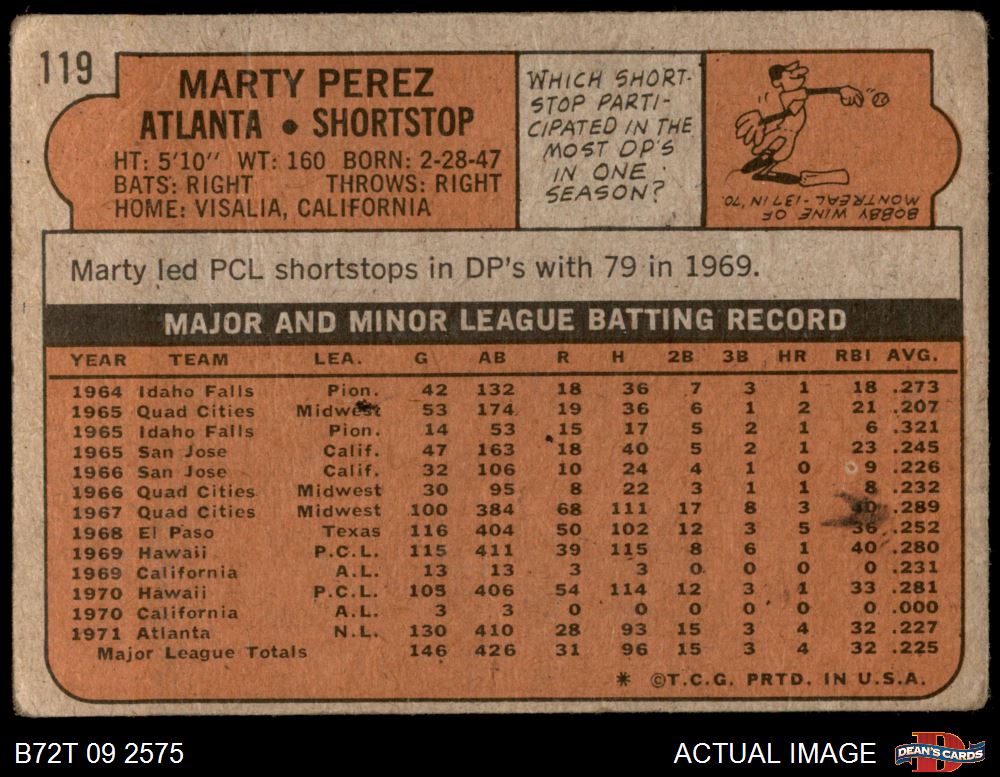 119
MARTY PEREZ
ATLANTA • SHORTSTOP
HT: 5'10" WT: 160 BORN: 2-28-47
BATS: RIGHT THROWS: RIGHT
HOME: VISALIA, CALIFORNIA
WHICH SHORT-
STOP PARTI-
CIPATED IN THE
MOST DP'S
IN ONE
SEASON?
BOBBY WINE OF
MONTREAL - 137 IN '70
Marty led PCL shortstops in DP's with 79 in 1969.
MAJOR AND MINOR LEAGUE BATTING RECORD
YEAR TEAM LEA. G AB R H 2B 3B HR RBI AVG.
1964 Idaho Falls Pion. 42 132 18 36 7 3 1 18 .273
1965 Quad Cities Midwest 53 174 19 36 6 1 2 21 .207
1965 Idaho Falls Pion. 14 53 15 17 5 2 1 6 .321
1965 San Jose Calif. 47 163 18 40 5 2 1 23 .245
1966 San Jose Calif. 32 106 10 24 4 1 0 9 .226
1966 Quad Cities Midwest 30 95 8 22 3 1 1 8 .232
1967 Quad Cities Midwest 100 384 68 111 17 8 3 .289
1968 El Paso Texas 116 404 50 102 12 3 5 36 .252
1969 Hawaii P.C.L. 115 411 39 115 8 6 1 40 .280
1969 California A.L. 13 13 3 3 0 0 0 0 .231
1970 Hawaii P.C.L. 105 406 54 114 12 3 1 33 .281
1970 California A.L. 3 3 0 0 0 0 0 0 .000
1971 Atlanta N.L. 130 410 28 93 15 3 4 32 .227
Major League Totals 146 426 31 96 15 3 4 32 .225
* ©T.C.G. PRTD. IN U.S.A.
B72T 09 2575
ACTUAL IMAGE
DEAN'S CARDS